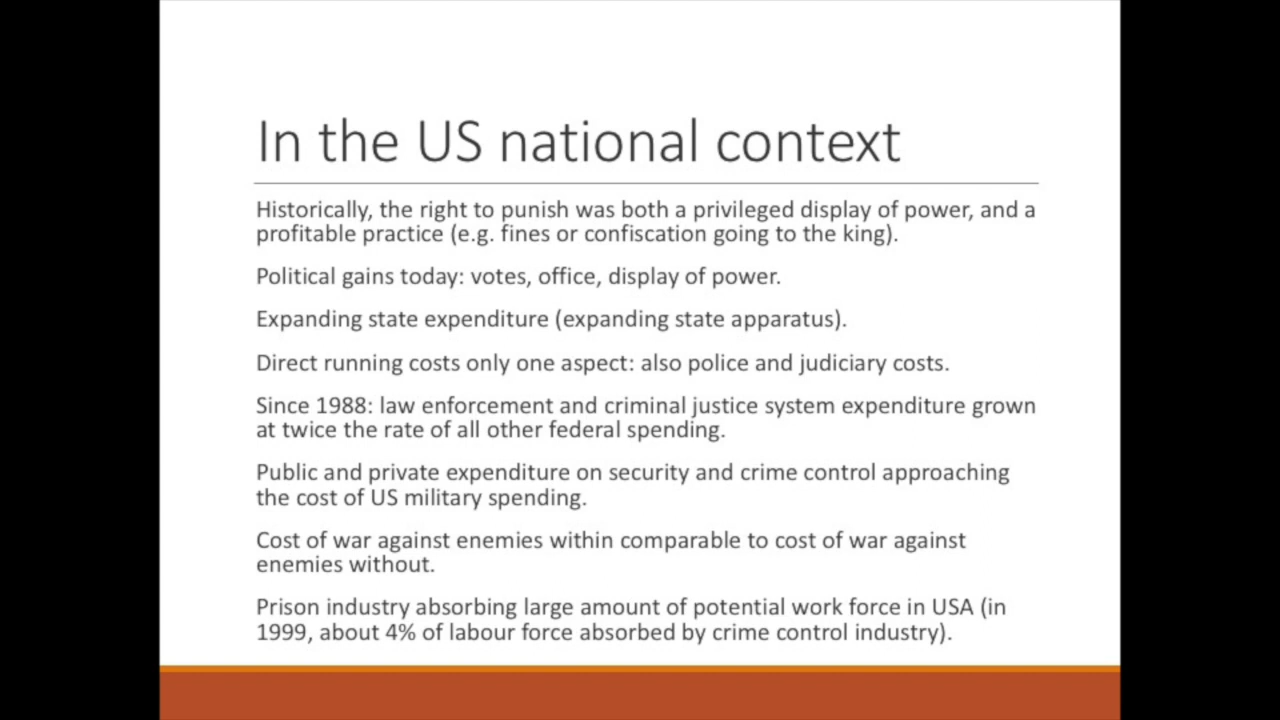 In the US national context
Historically, the right to punish was both a privileged display of power, and a
profitable practice (e.g. fines or confiscation going to the king).
Political gains today: votes, office, display of power.
Expanding state expenditure (expanding state apparatus).
Direct running costs only one aspect: also police and judiciary costs.
Since 1988: law enforcement and criminal justice system expenditure grown
at twice the rate of all other federal spending.
Public and private expenditure on security and crime control approaching
the cost of US military spending.
Cost of war against enemies within comparable to cost of war against
enemies without.
Prison industry absorbing large amount of potential work force in USA (in
1999, about 4% of labour force absorbed by crime control industry).